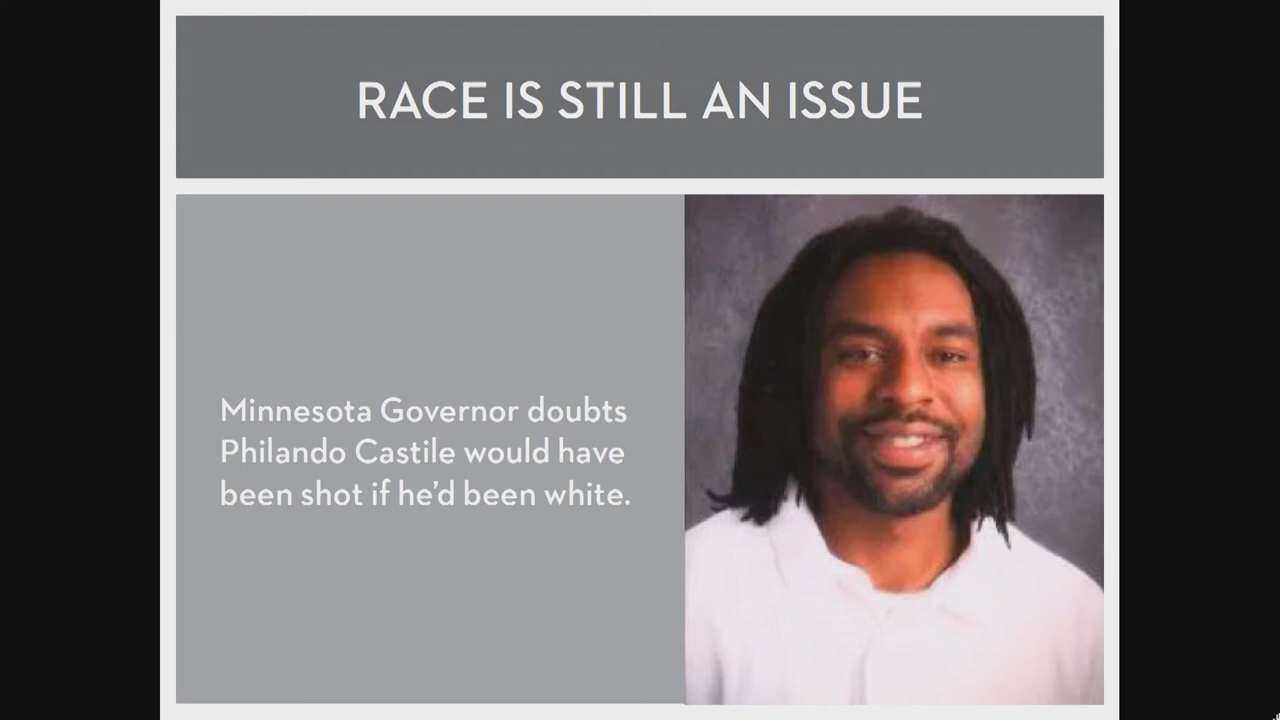 RACE IS STILL AN ISSUE
Minnesota Governor doubts
Philando Castile would have
been shot if he'd been white.